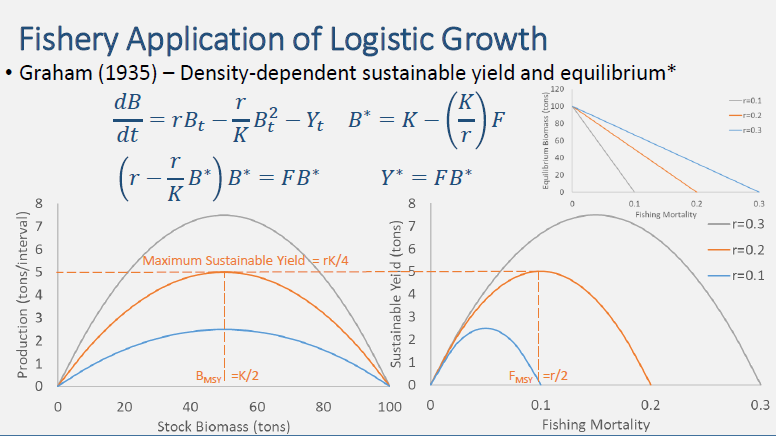 Fishery Application of Logistic Growth
• Graham (1935) – Density-dependent sustainable yield and equilibrium*
dB/dt = rB_t − (r/K)B_t^2 − Y_t    B* = K − (K/r)F
(r − (r/K)B*)B* = FB*    Y* = FB*
Equilibrium Biomass (tons)
120
100
80
60
40
20
0
0 0.1 0.2 0.3
Fishing Mortality
r=0.1
r=0.2
r=0.3
Production (tons/interval)
8
7
6
5
4
3
2
1
0
Maximum Sustainable Yield = rK/4
B_MSY =K/2
0 20 40 60 80 100
Stock Biomass (tons)
Sustainable Yeild (tons)
8
7
6
5
4
3
2
1
0
F_MSY =r/2
0 0.1 0.2 0.3
Fishing Mortality
r=0.3
r=0.2
r=0.1